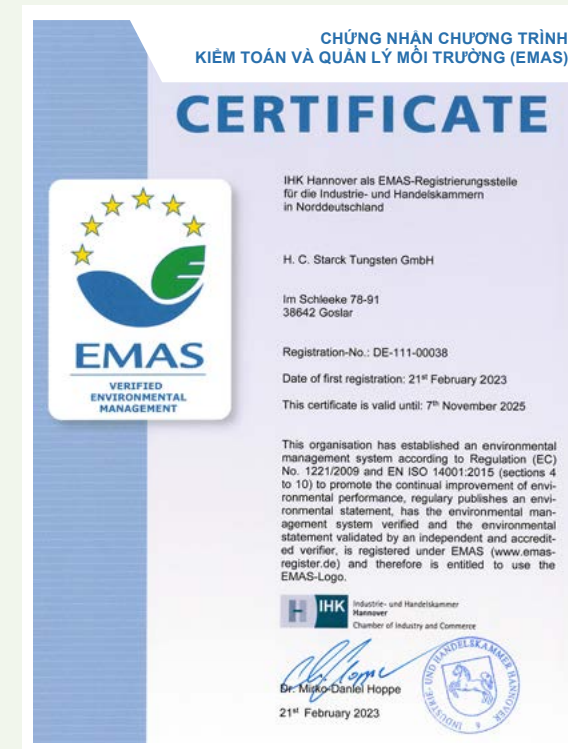 CHỨNG NHẬN CHƯƠNG TRÌNH
KIỂM TOÁN VÀ QUẢN LÝ MÔI TRƯỜNG (EMAS)
CERTIFICATE
IHK Hannover als EMAS-Registrierungsstelle
für die Industrie- und Handelskammern
in Norddeutschland
H. C. Starck Tungsten GmbH
Im Schleeke 78-91
38642 Goslar
EMAS
VERIFIED
ENVIRONMENTAL
MANAGEMENT
Registration-No.: DE-111-00038
Date of first registration: 21st February 2023
This certificate is valid until: 7th November 2025
This organisation has established an environmental
management system according to Regulation (EC)
No. 1221/2009 and EN ISO 14001:2015 (sections 4
to 10) to promote the continual improvement of envi-
ronmental performance, regulary publishes an envi-
ronmental statement, has the environmental man-
agement system verified and the environmental
statement validated by an independent and accredit-
ed verifier, is registered under EMAS (www.emas-
register.de) and therefore is entitled to use the
EMAS-Logo.
H IHK Industrie- und Handelskammer
Hannover
Chamber of Industry and Commerce
Dr. Mirko-Daniel Hoppe
21st February 2023
INDUSTRIE- UND HANDELSKAMMER HANNOVER
8